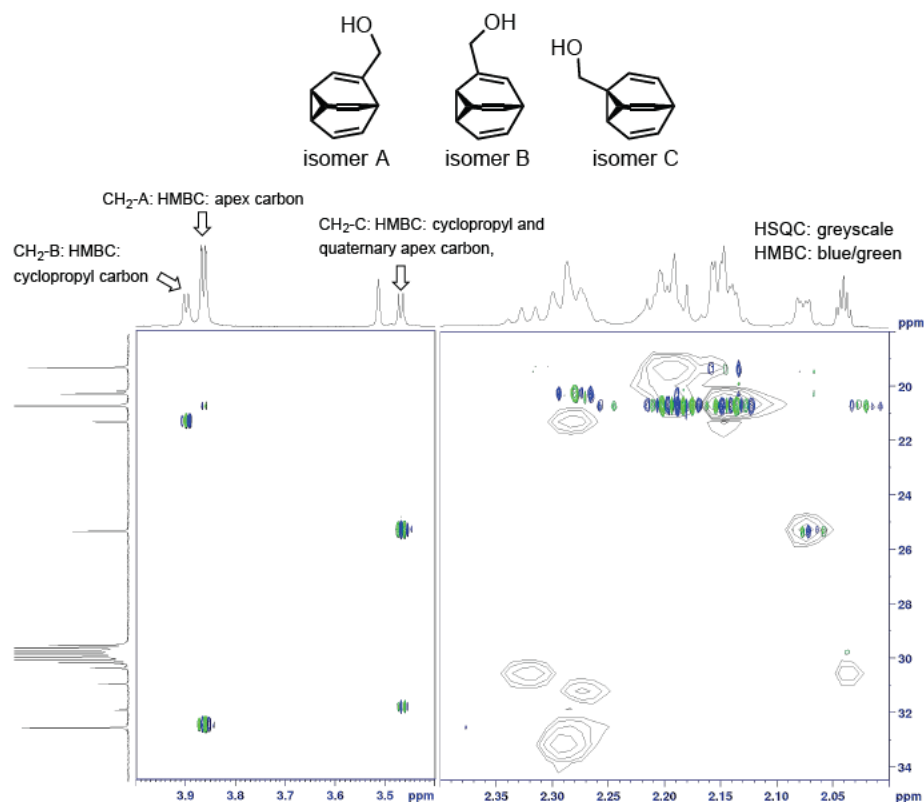 HO
OH
HO
isomer A
isomer B
isomer C
CH2-A: HMBC: apex carbon
CH2-B: HMBC:
cyclopropyl carbon
CH2-C: HMBC: cyclopropyl and
quaternary apex carbon,
HSQC: greyscale
HMBC: blue/green
ppm
20
22
24
26
28
30
32
34
3.9 3.8 3.7 3.6 3.5 ppm
2.35 2.30 2.25 2.20 2.15 2.10 2.05 ppm